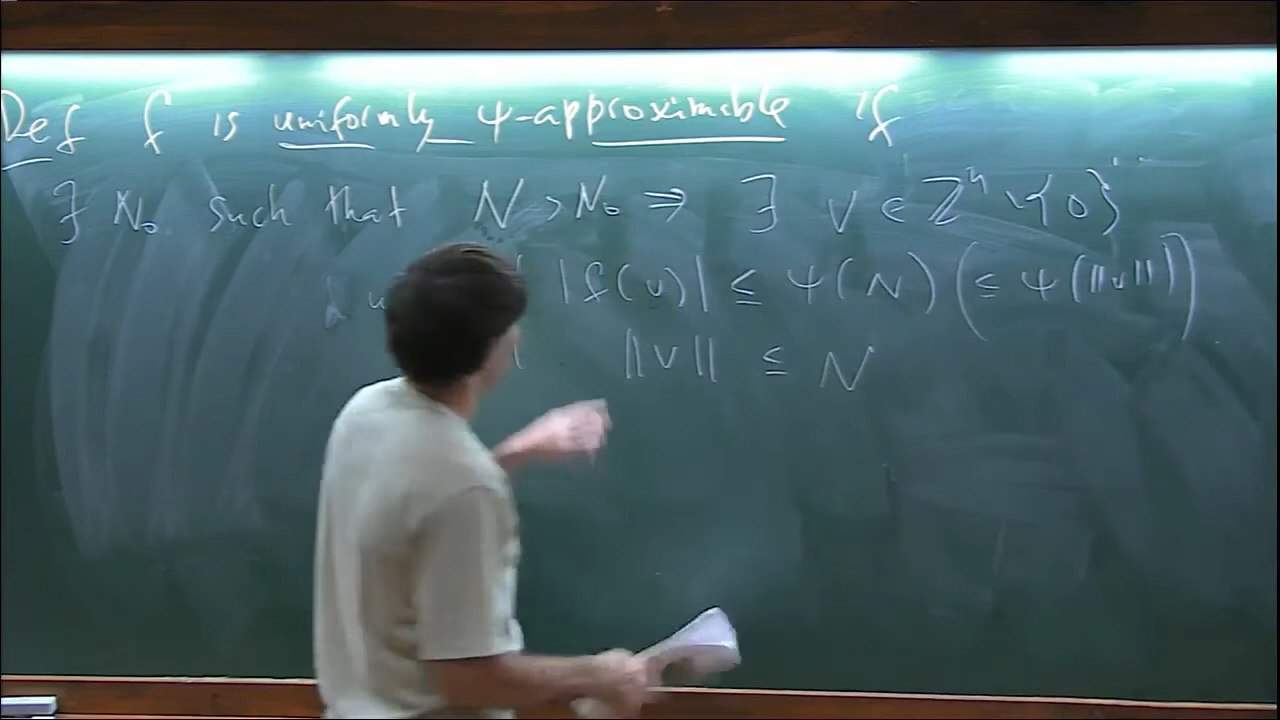 Def f is uniformly ψ-approximable if
∃ N₀ such that N > N₀ ⇒ ∃ v ∈ ℤⁿ \ {0}
|f(v)| ≤ ψ(N) (≤ ψ(||v||))
||v|| ≤ N